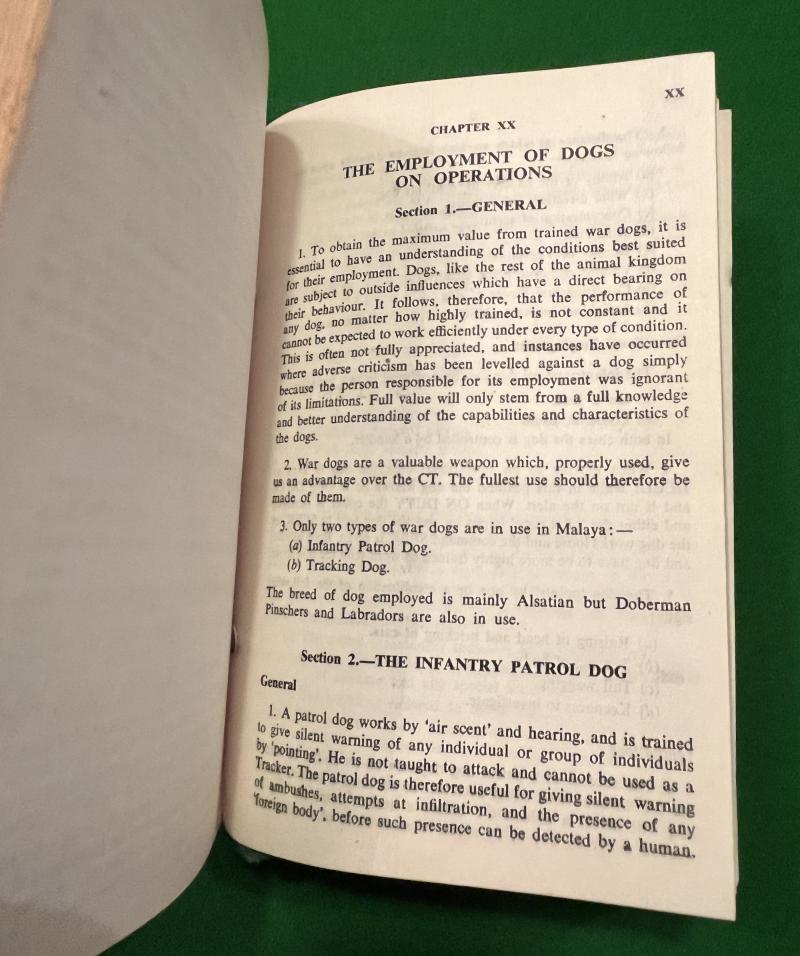 XX
CHAPTER XX
THE EMPLOYMENT OF DOGS
ON OPERATIONS
Section 1.—GENERAL
1. To obtain the maximum value from trained war dogs, it is
essential to have an understanding of the conditions best suited
for their employment. Dogs, like the rest of the animal kingdom
are subject to outside influences which have a direct bearing on
their behaviour. It follows, therefore, that the performance of
any dog, no matter how highly trained, is not constant and it
cannot be expected to work efficiently under every type of condition.
This is often not fully appreciated, and instances have occurred
where adverse criticism has been levelled against a dog simply
because the person responsible for its employment was ignorant
of its limitations. Full value will only stem from a full knowledge
and better understanding of the capabilities and characteristics of
the dogs.
2. War dogs are a valuable weapon which, properly used, give
us an advantage over the CT. The fullest use should therefore be
made of them.
3. Only two types of war dogs are in use in Malaya:—
(a) Infantry Patrol Dog.
(b) Tracking Dog.
The breed of dog employed is mainly Alsatian but Doberman
Pinschers and Labradors are also in use.
Section 2.—THE INFANTRY PATROL DOG
General
1. A patrol dog works by 'air scent' and hearing, and is trained
to give silent warning of any individual or group of individuals
by 'pointing'. He is not taught to attack and cannot be used as a
Tracker. The patrol dog is therefore useful for giving silent warning
of ambushes, attempts at infiltration, and the presence of any
'foreign body', before such presence can be detected by a human.